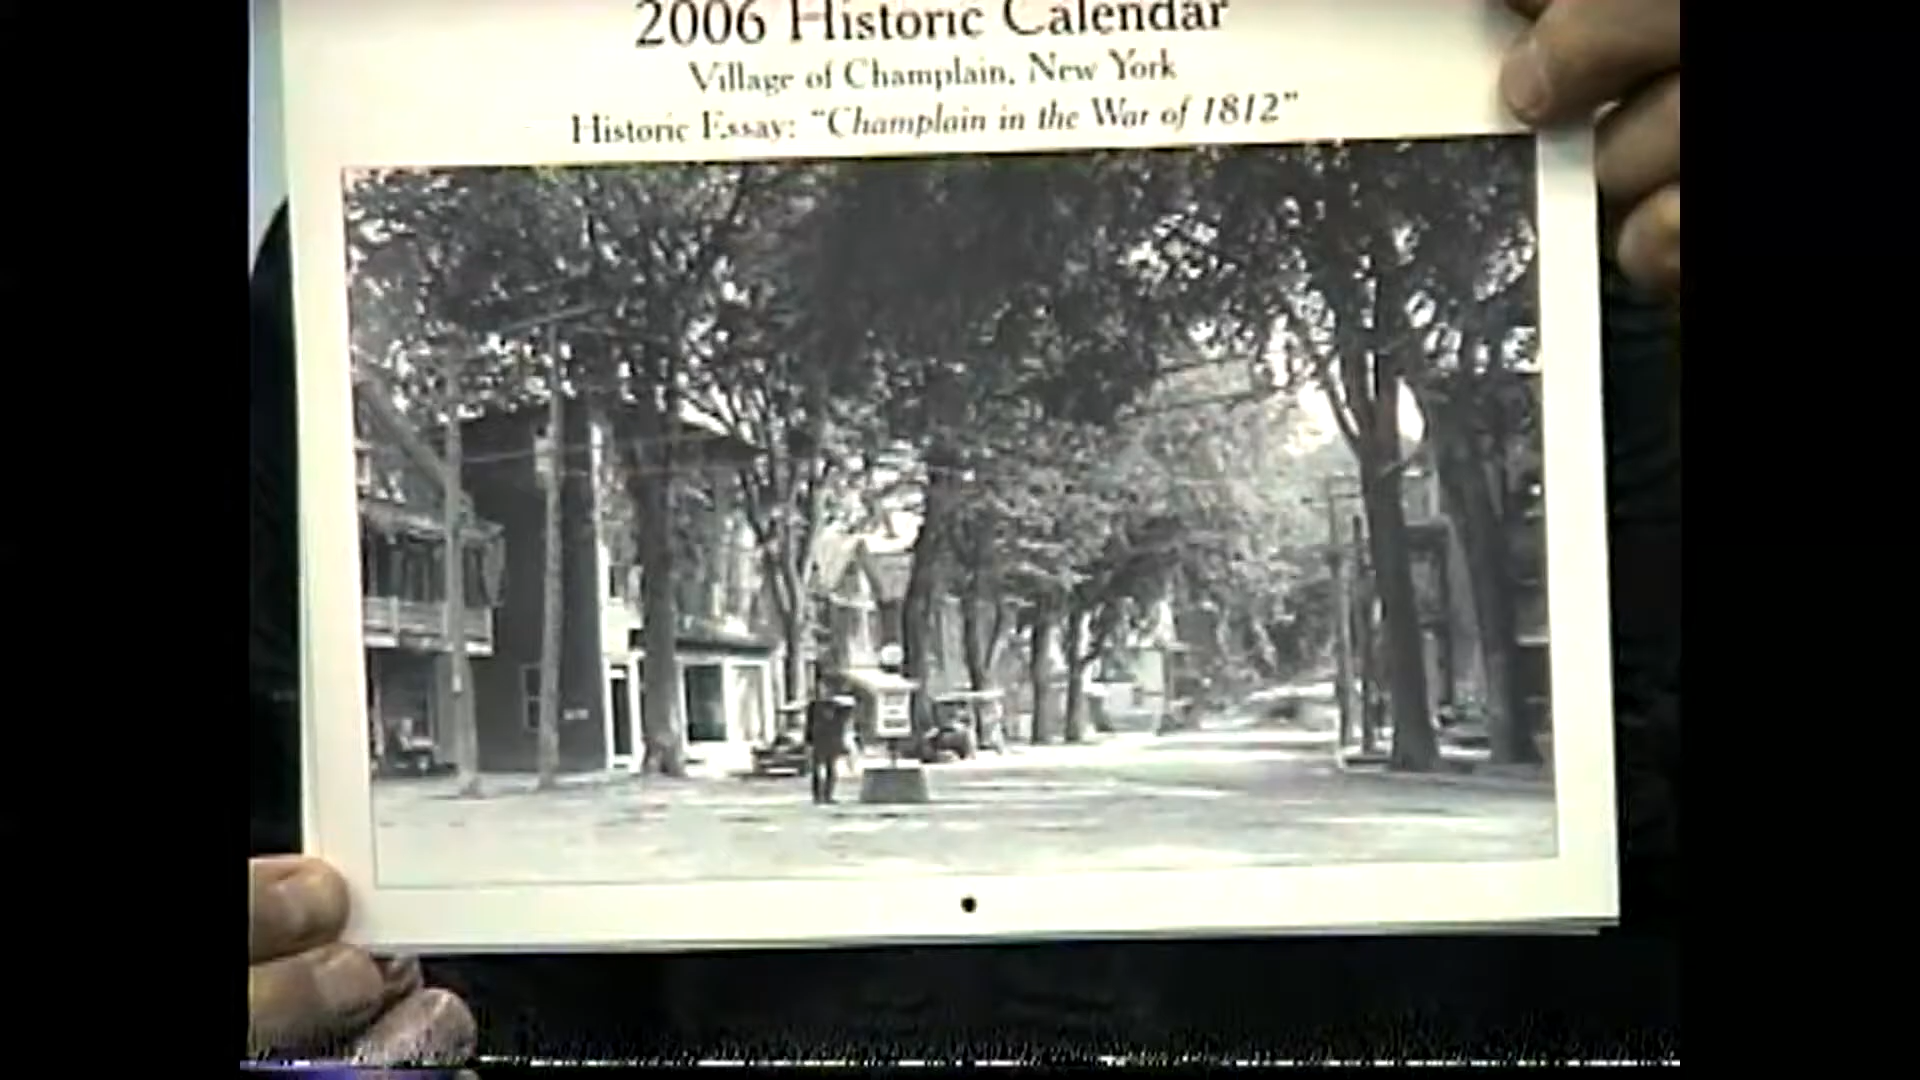 2006 Historic Calendar
Village of Champlain, New York
Historic Essay: "Champlain in the War of 1812"